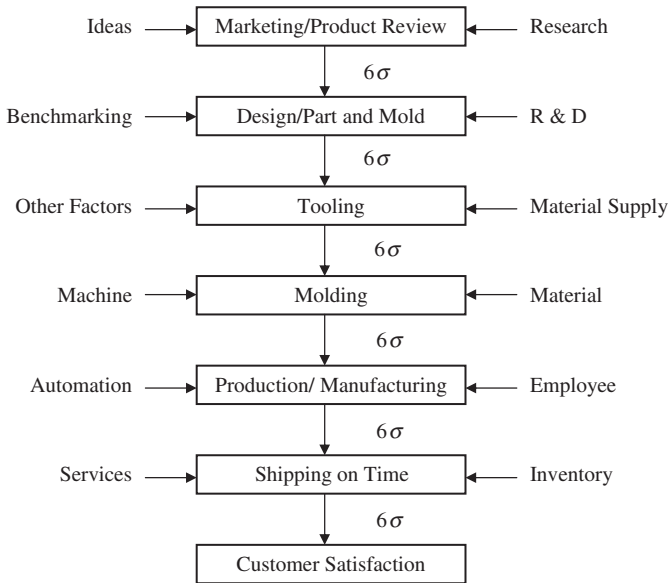 Ideas Marketing/Product Review Research
6σ
Benchmarking Design/Part and Mold R & D
6σ
Other Factors Tooling Material Supply
6σ
Machine Molding Material
6σ
Automation Production/ Manufacturing Employee
6σ
Services Shipping on Time Inventory
6σ
Customer Satisfaction